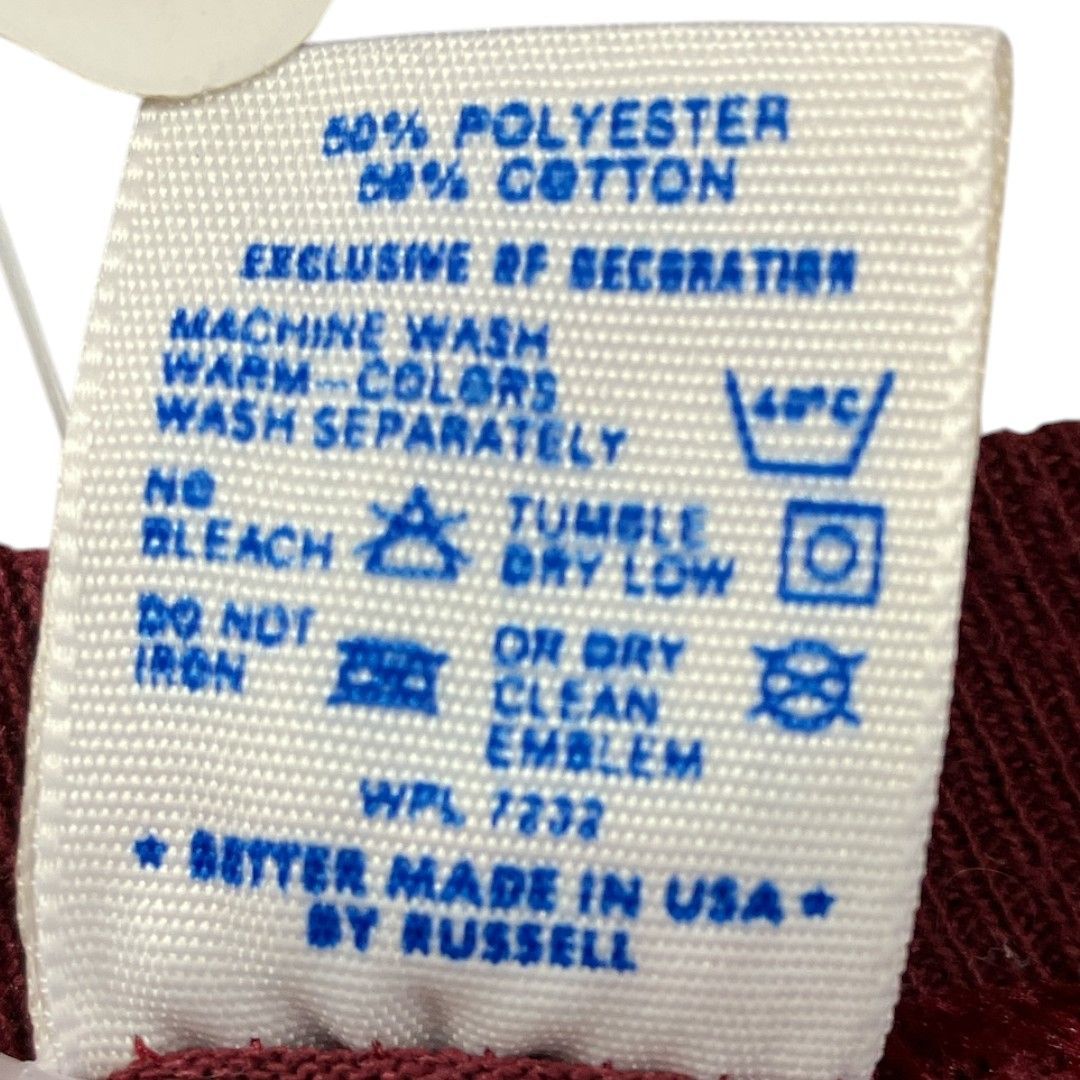 50% POLYESTER
50% COTTON
EXCLUSIVE OF DECORATION
MACHINE WASH
WARM—COLORS
WASH SEPARATELY
40°C
NO
BLEACH
TUMBLE
DRY LOW
DO NOT
IRON
OR DRY
CLEAN
EMBLEM
WPL 7232
★ BETTER MADE IN USA ★
BY RUSSELL